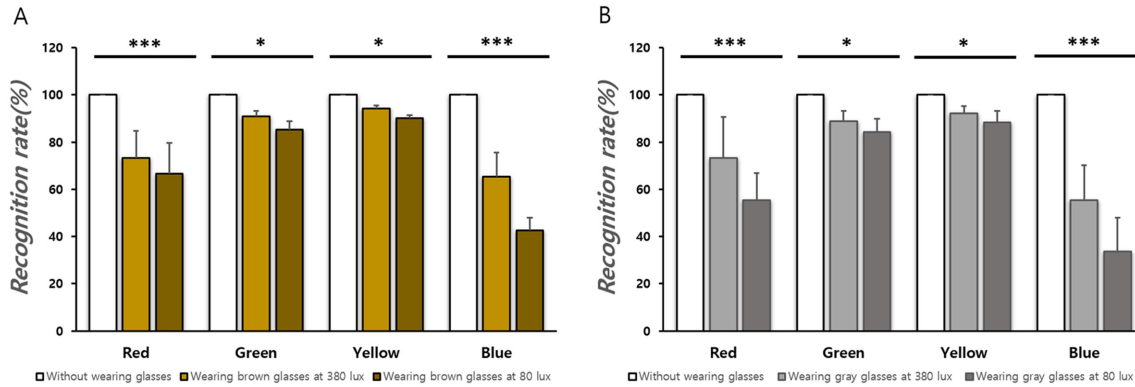 A
*** * * ***
120
100
80
60
40
20
0
Recognition rate(%)
Red Green Yellow Blue
Without wearing glasses Wearing brown glasses at 380 lux Wearing brown glasses at 80 lux
B
*** * * ***
120
100
80
60
40
20
0
Recognition rate(%)
Red Green Yellow Blue
Without wearing glasses Wearing gray glasses at 380 lux Wearing gray glasses at 80 lux